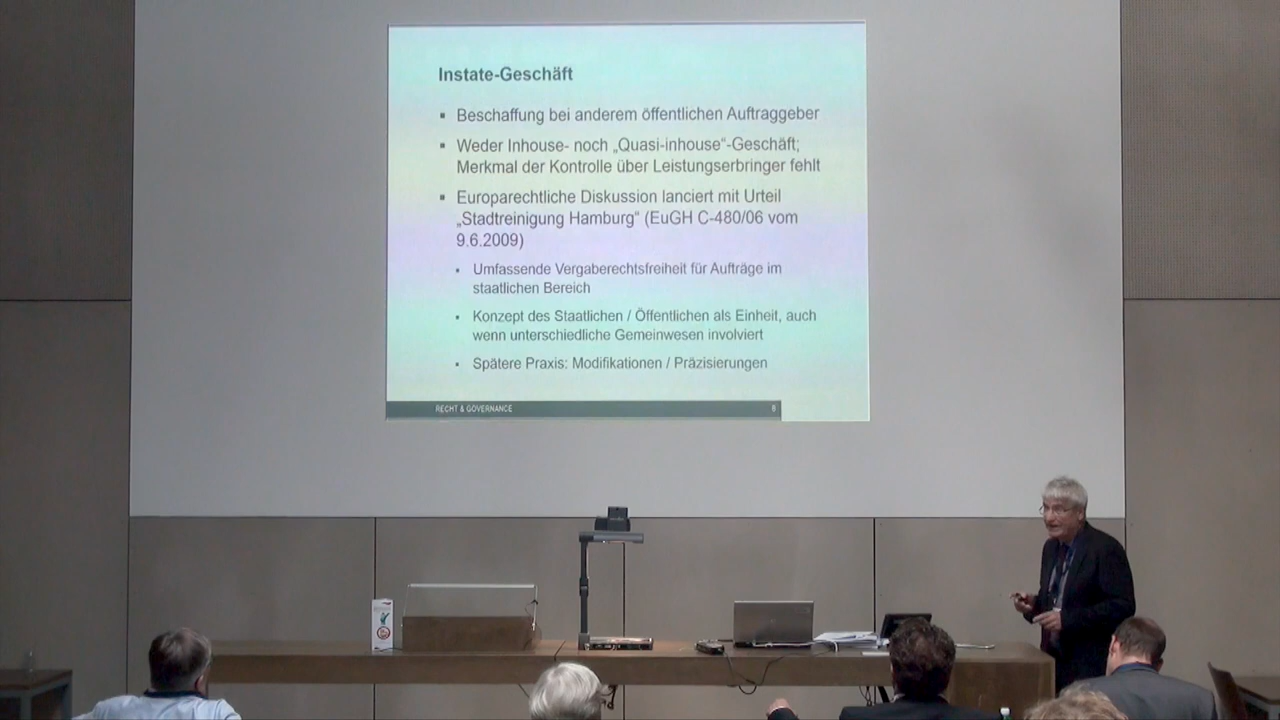 Instate-Geschäft
▪ Beschaffung bei anderem öffentlichen Auftraggeber
▪ Weder Inhouse- noch „Quasi-inhouse“-Geschäft;
Merkmal der Kontrolle über Leistungserbringer fehlt
▪ Europarechtliche Diskussion lanciert mit Urteil
„Stadtreinigung Hamburg“ (EuGH C-480/06 vom
9.6.2009)
▪ Umfassende Vergaberechtsfreiheit für Aufträge im
staatlichen Bereich
▪ Konzept des Staatlichen / Öffentlichen als Einheit, auch
wenn unterschiedliche Gemeinwesen involviert
▪ Spätere Praxis: Modifikationen / Präzisierungen
RECHT & GOVERNANCE 8